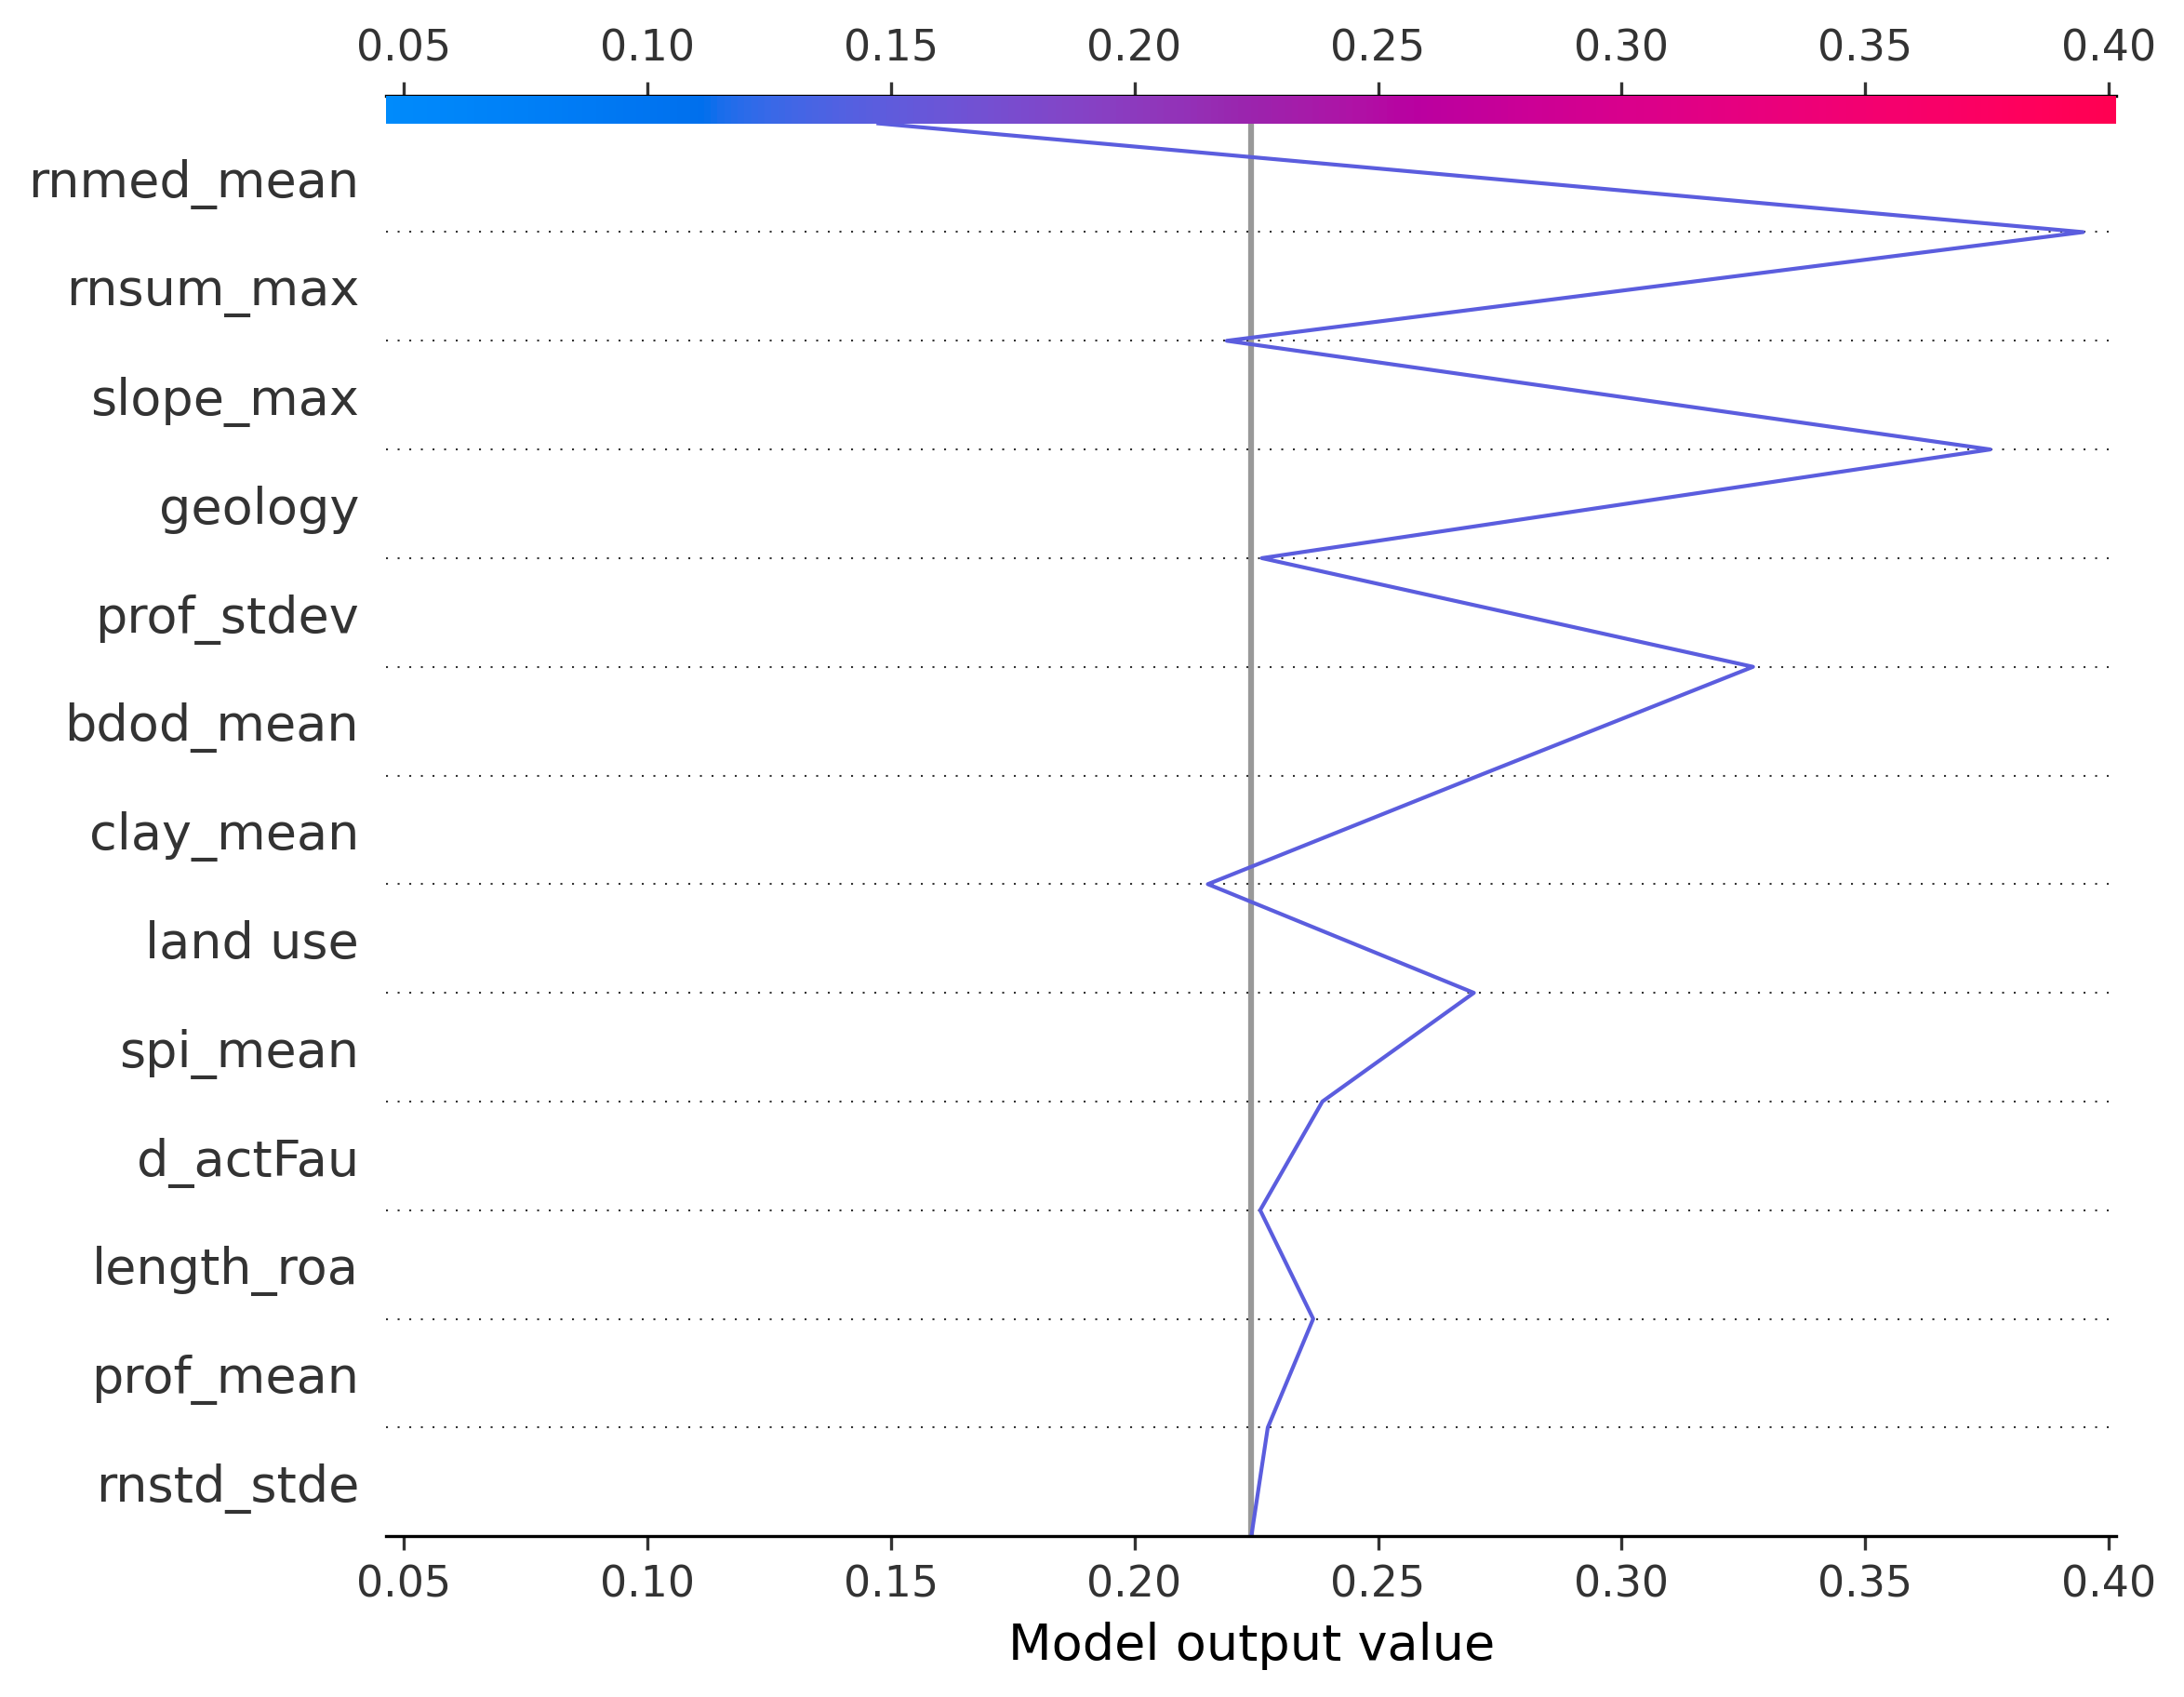 0.05 0.10 0.15 0.20 0.25 0.30 0.35 0.40
rnmed_mean
rnsum_max
slope_max
geology
prof_stdev
bdod_mean
clay_mean
land use
spi_mean
d_actFau
length_roa
prof_mean
rnstd_stde
0.05 0.10 0.15 0.20 0.25 0.30 0.35 0.40
Model output value